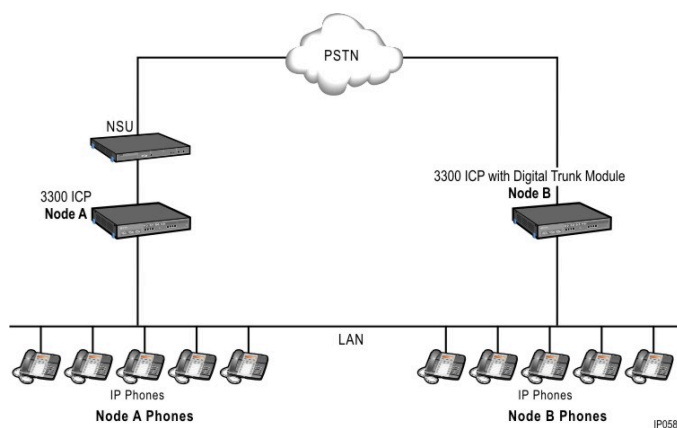 PSTN
NSU
3300 ICP
Node A
3300 ICP with Digital Trunk Module
Node B
LAN
IP Phones
Node A Phones
IP Phones
Node B Phones
IP058